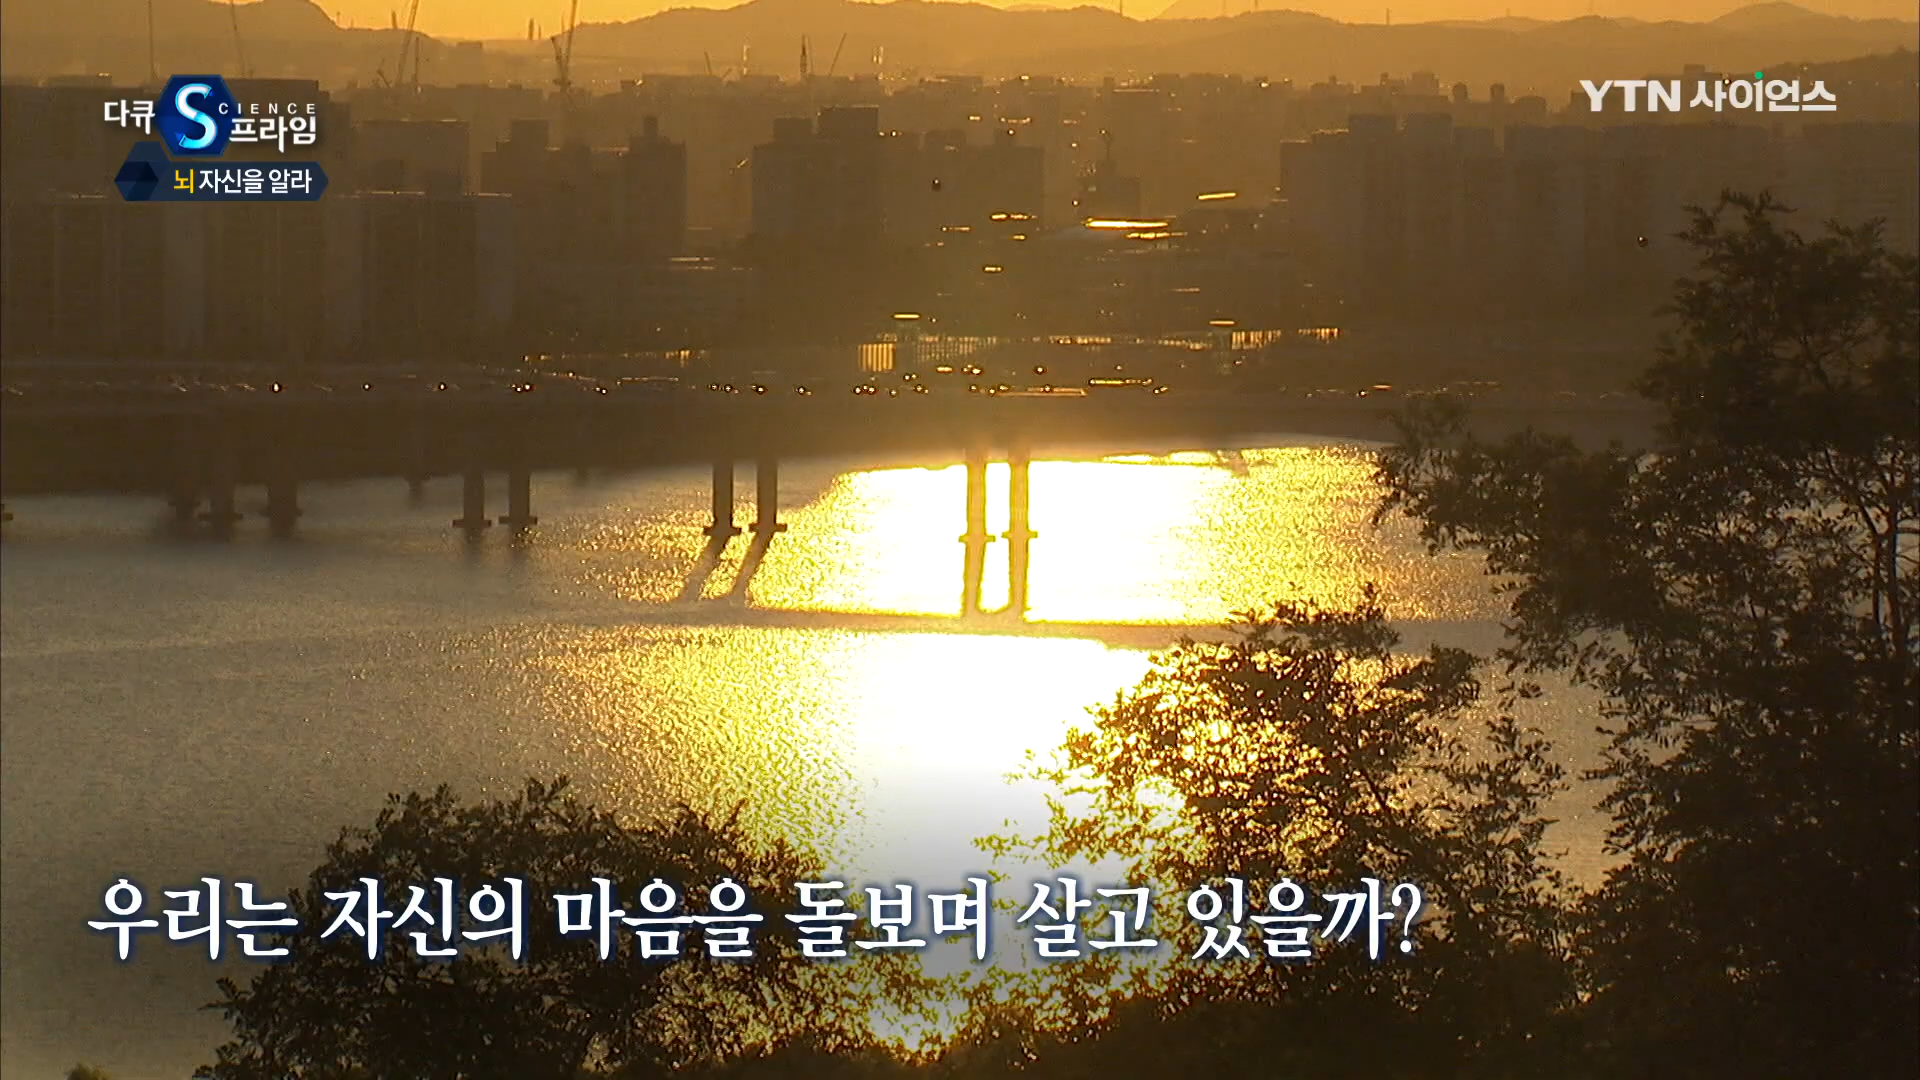 다큐 SCIENCE 프라임
뇌 자신을 알라
YTN 사이언스
우리는 자신의 마음을 돌보며 살고 있을까?